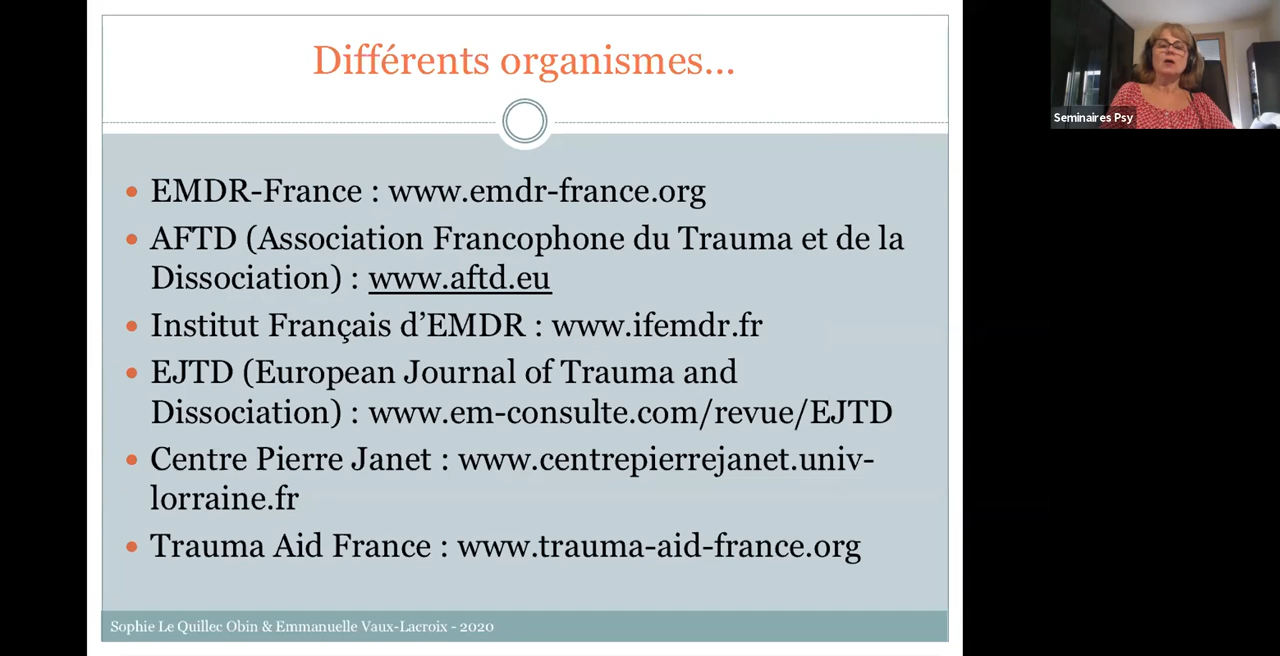 Différents organismes...
EMDR-France : www.emdr-france.org
AFTD (Association Francophone du Trauma et de la
Dissociation) : www.aftd.eu
Institut Français d’EMDR : www.ifemdr.fr
EJTD (European Journal of Trauma and
Dissociation) : www.em-consulte.com/revue/EJTD
Centre Pierre Janet : www.centrepierrejanet.univ-
lorraine.fr
Trauma Aid France : www.trauma-aid-france.org
Sophie Le Quillec Obin & Emmanuelle Vaux-Lacroix - 2020
Seminaires Psy